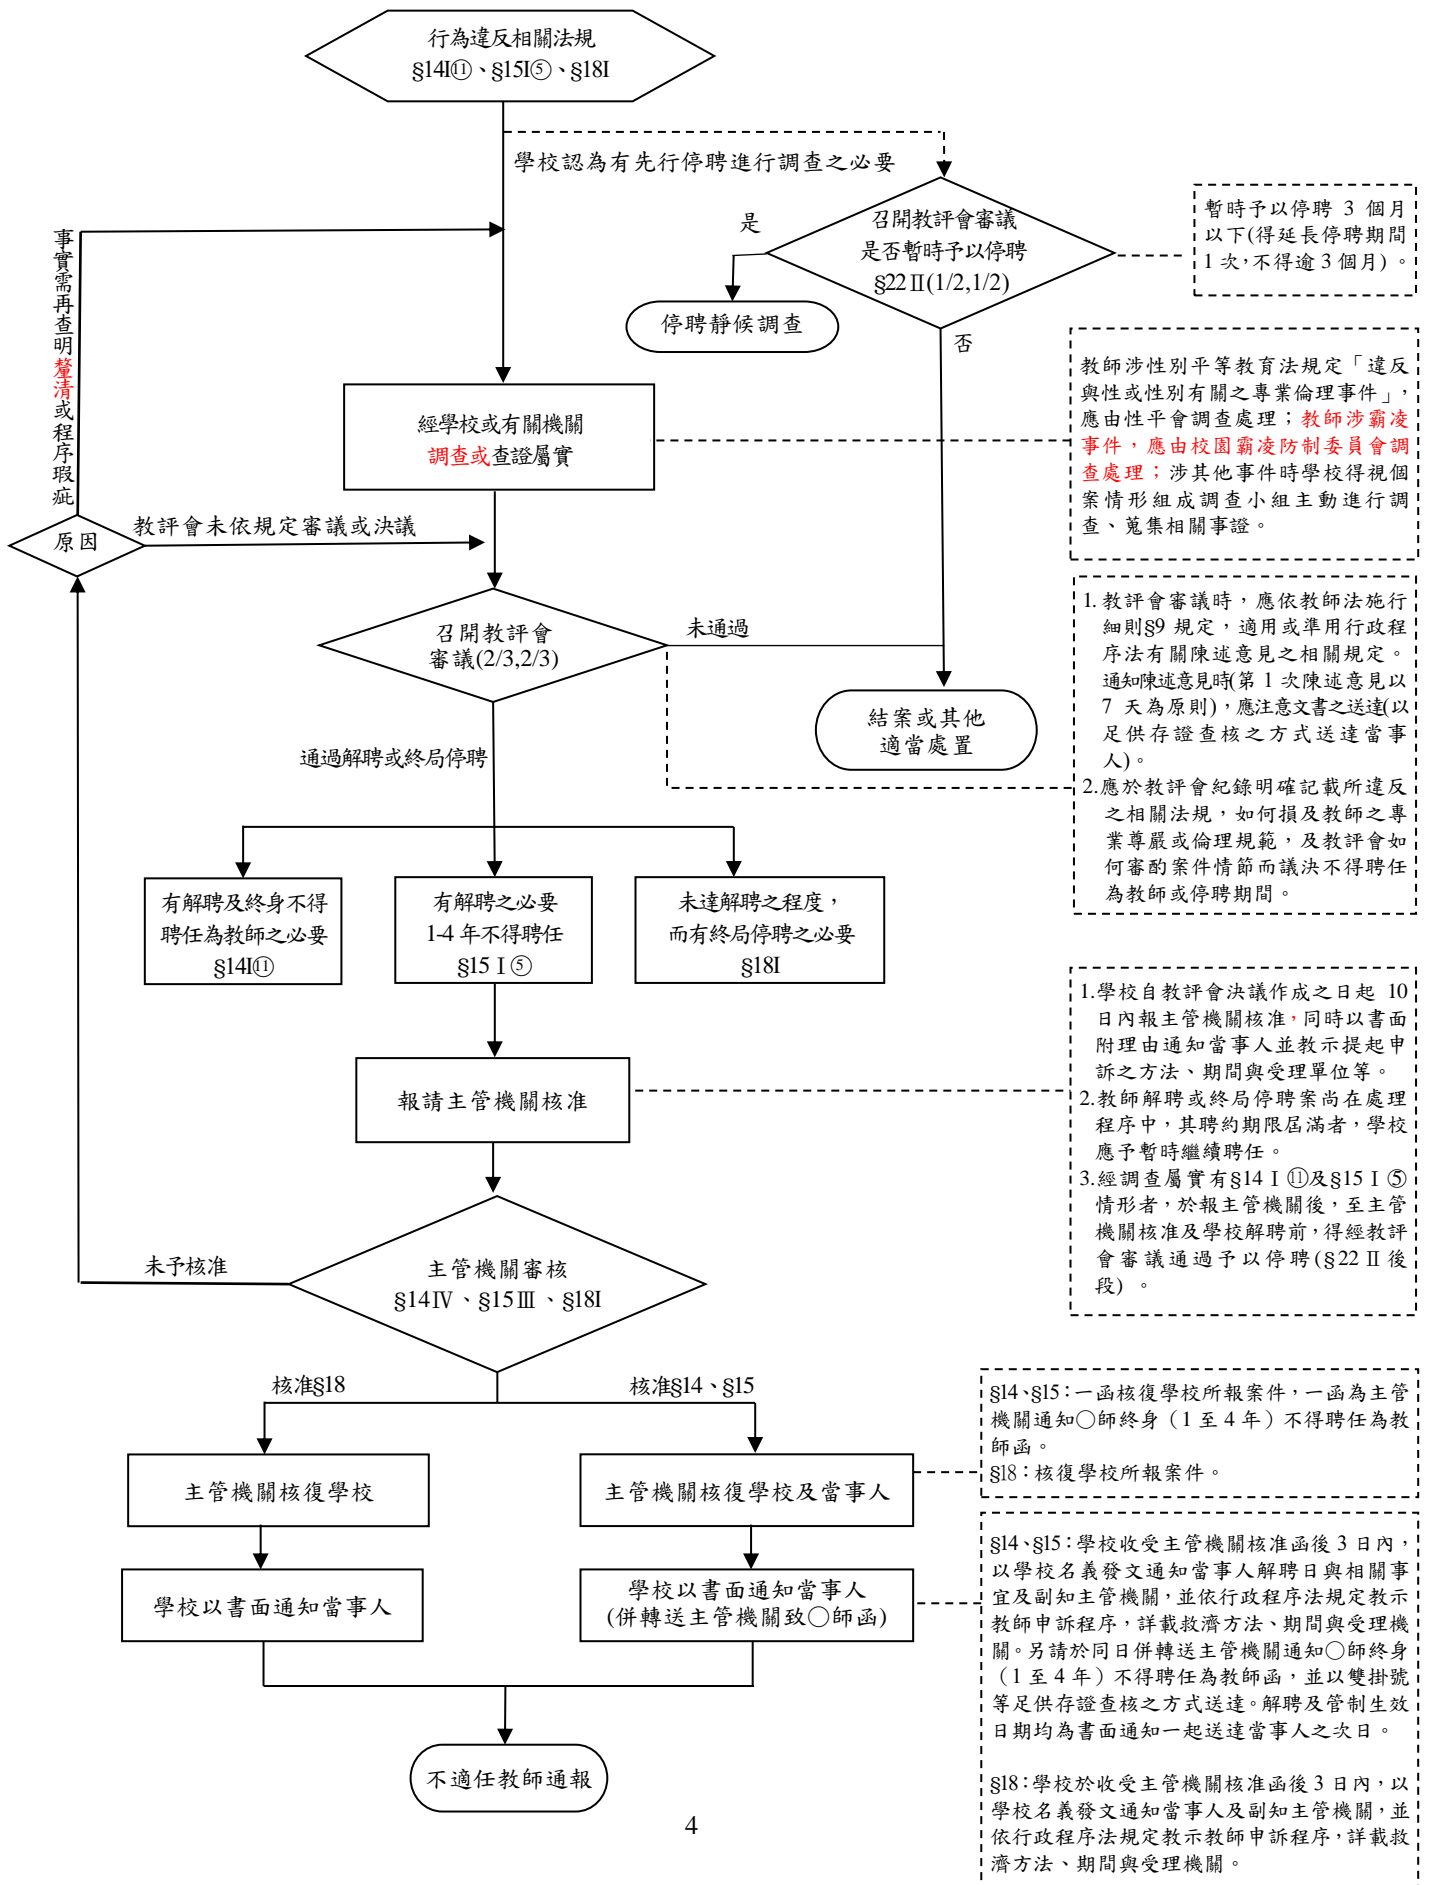 行為違反相關法規
§14I⑪、§15I⑤、§18I
學校認為有先行停聘進行調查之必要
召開教評會審議
是否暫時予以停聘
§22Ⅱ(1/2,1/2)
是
停聘靜候調查
否
暫時予以停聘 3 個月
以下(得延長停聘期間
1 次,不得逾 3 個月) 。
事實需再查明釐清或程序瑕疵
經學校或有關機關
調查或查證屬實
教師涉性別平等教育法規定「違反
與性或性別有關之專業倫理事件」,
應由性平會調查處理；教師涉霸凌
事件，應由校園霸凌防制委員會調
查處理；涉其他事件時學校得視個
案情形組成調查小組主動進行調
查、蒐集相關事證。
原因
教評會未依規定審議或決議
召開教評會
審議(2/3,2/3)
未通過
結案或其他
適當處置
1. 教評會審議時，應依教師法施行
細則§9 規定，適用或準用行政程
序法有關陳述意見之相關規定。
通知陳述意見時(第 1 次陳述意見以
7 天為原則)，應注意文書之送達(以
足供存證查核之方式送達當事
人)。
2.應於教評會紀錄明確記載所違反
之相關法規，如何損及教師之專
業尊嚴或倫理規範，及教評會如
何審酌案件情節而議決不得聘任
為教師或停聘期間。
通過解聘或終局停聘
有解聘及終身不得
聘任為教師之必要
§14I⑪
有解聘之必要
1-4 年不得聘任
§15 I ⑤
未達解聘之程度，
而有終局停聘之必要
§18I
報請主管機關核准
1.學校自教評會決議作成之日起 10
日內報主管機關核准，同時以書面
附理由通知當事人並教示提起申
訴之方法、期間與受理單位等。
2.教師解聘或終局停聘案尚在處理
程序中，其聘約期限屆滿者，學校
應予暫時繼續聘任。
3.經調查屬實有§14 I ⑪及§15 I ⑤
情形者，於報主管機關後，至主管
機關核准及學校解聘前，得經教評
會審議通過予以停聘(§22Ⅱ後
段) 。
未予核准
主管機關審核
§14Ⅳ、§15Ⅲ、§18I
核准§18
核准§14、§15
主管機關核復學校
主管機關核復學校及當事人
§14、§15：一函核復學校所報案件，一函為主管
機關通知〇師終身（1 至 4 年）不得聘任為教
師函。
§18：核復學校所報案件。
學校以書面通知當事人
學校以書面通知當事人
(併轉送主管機關致〇師函)
§14、§15：學校收受主管機關核准函後 3 日內，
以學校名義發文通知當事人解聘日與相關事
宜及副知主管機關，並依行政程序法規定教示
教師申訴程序，詳載救濟方法、期間與受理機
關。另請於同日併轉送主管機關通知〇師終身
（1 至 4 年）不得聘任為教師函，並以雙掛號
等足供存證查核之方式送達。解聘及管制生效
日期均為書面通知一起送達當事人之次日。
§18：學校於收受主管機關核准函後 3 日內，以
學校名義發文通知當事人及副知主管機關，並
依行政程序法規定教示教師申訴程序，詳載救
濟方法、期間與受理機關。
不適任教師通報
4